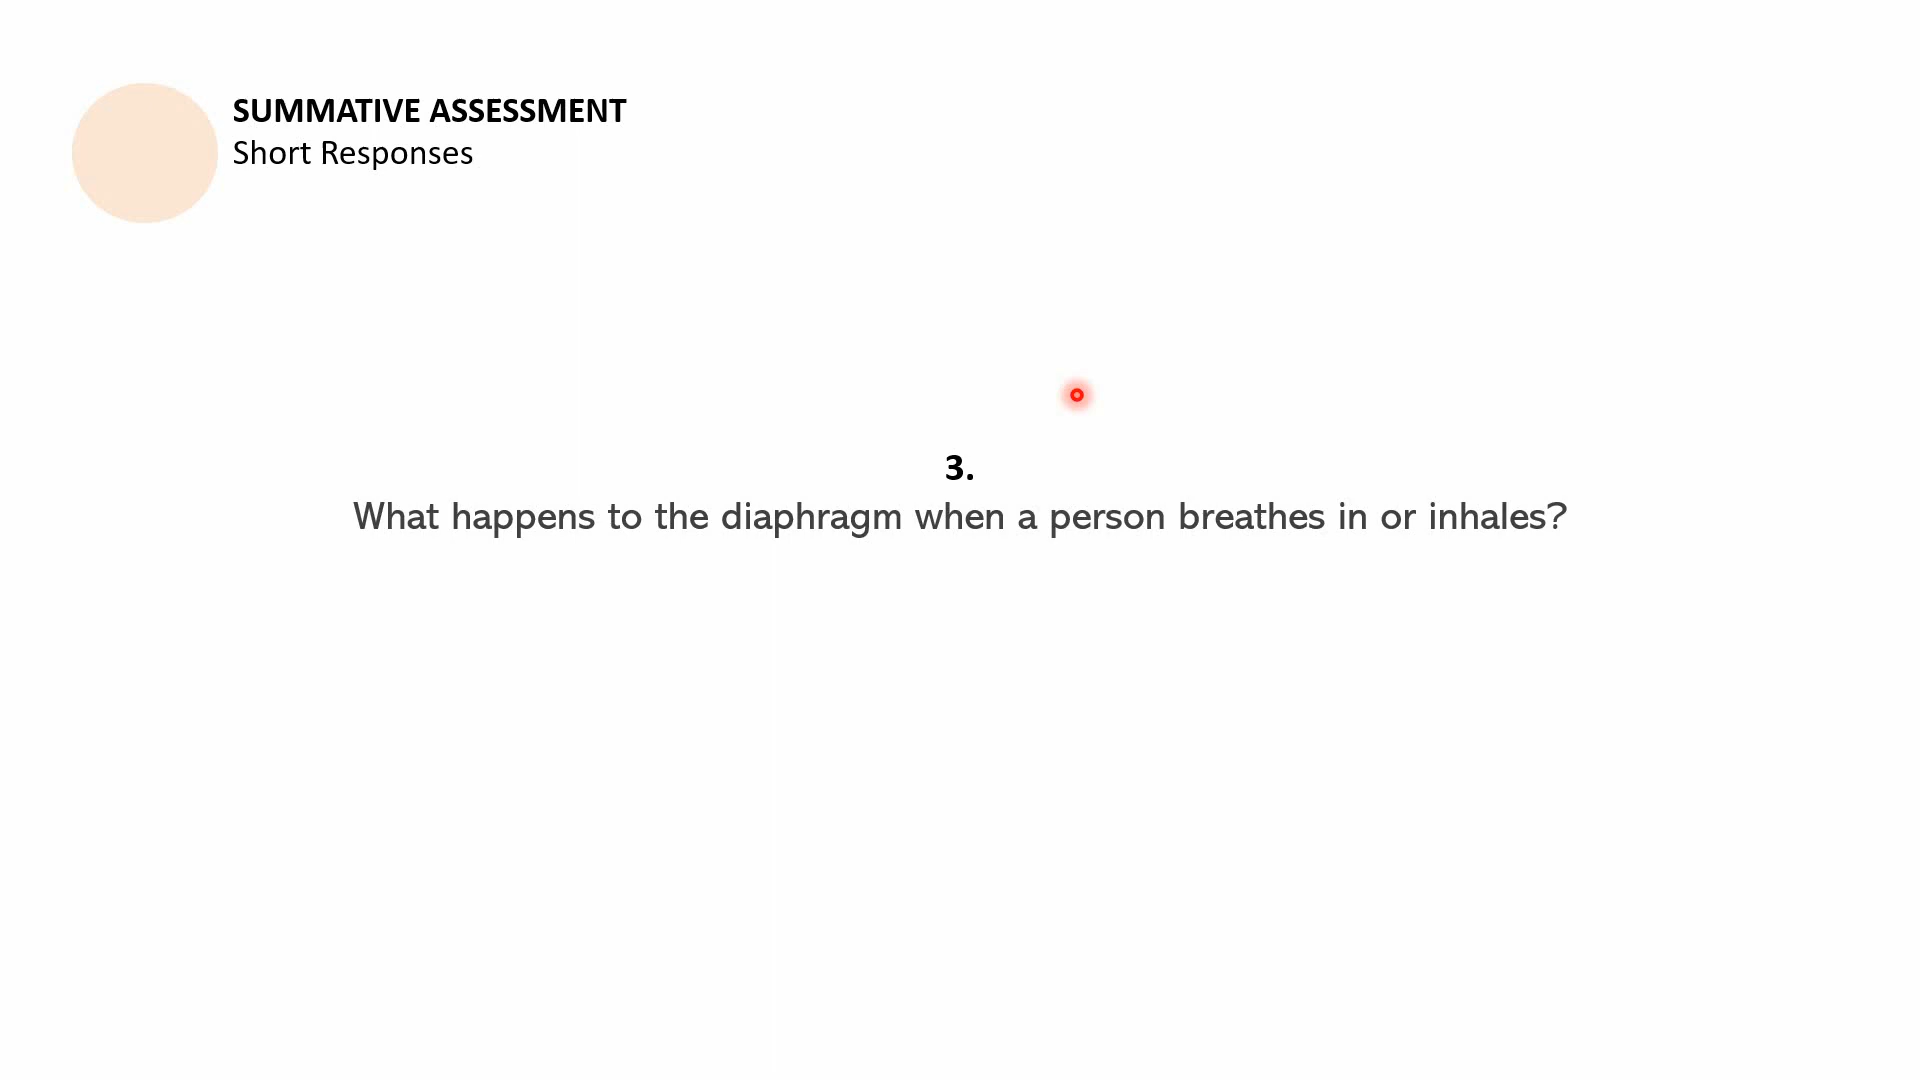 SUMMATIVE ASSESSMENT
Short Responses
3.
What happens to the diaphragm when a person breathes in or inhales?